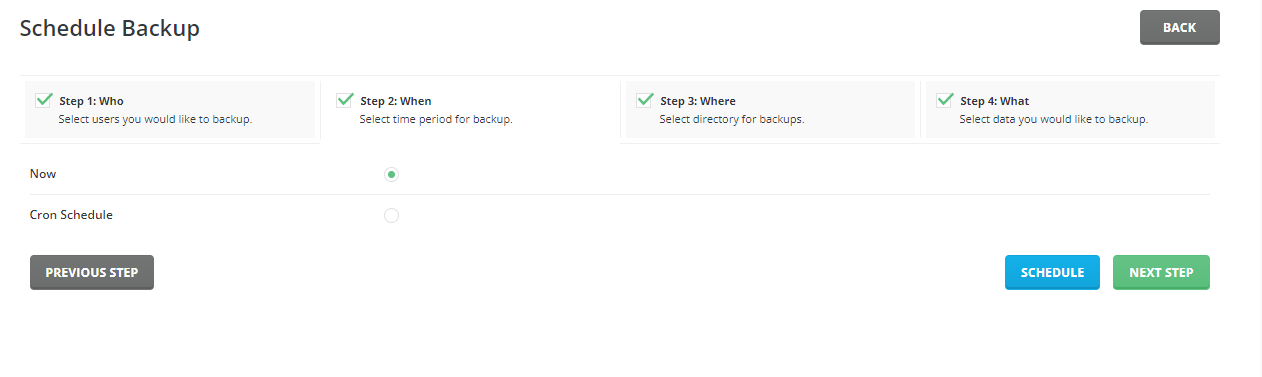 Schedule Backup
BACK
Step 1: Who
Select users you would like to backup.
Step 2: When
Select time period for backup.
Step 3: Where
Select directory for backups.
Step 4: What
Select data you would like to backup.
Now
Cron Schedule
PREVIOUS STEP
SCHEDULE
NEXT STEP